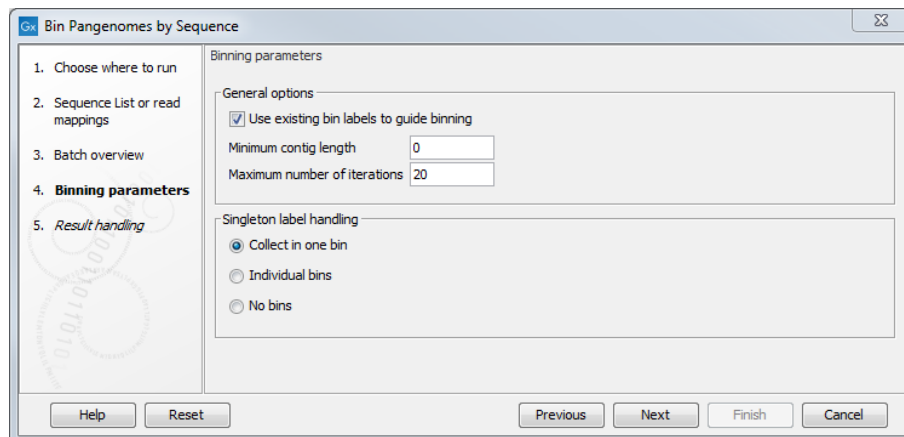 Gx Bin Pangenomes by Sequence
1. Choose where to run
2. Sequence List or read
mappings
3. Batch overview
4. Binning parameters
5. Result handling
Binning parameters
General options
Use existing bin labels to guide binning
Minimum contig length 0
Maximum number of iterations 20
Singleton label handling
Collect in one bin
Individual bins
No bins
Help Reset Previous Next Finish Cancel